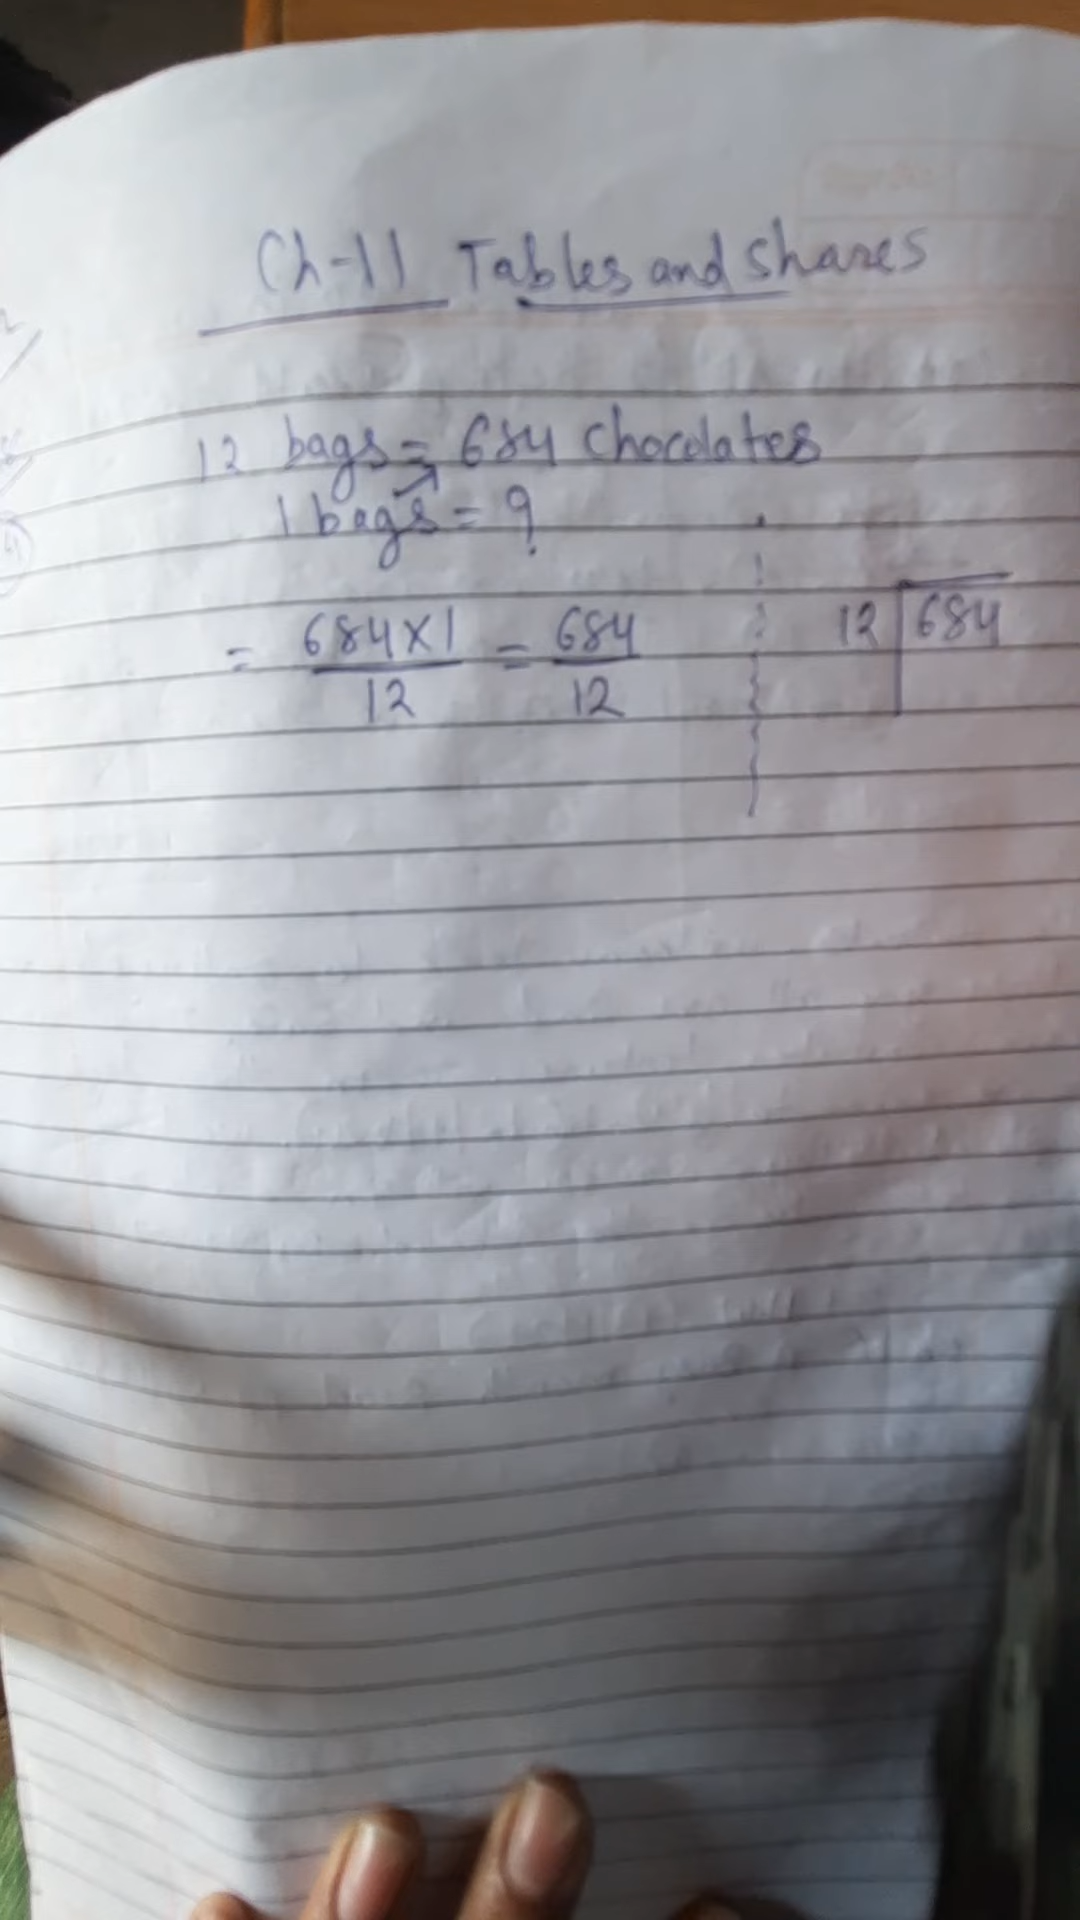 Ch-11 Tables and Shares
12 bags = 684 Chocolates
1 bags = ?
= 684×1/12 = 684/12
12 684